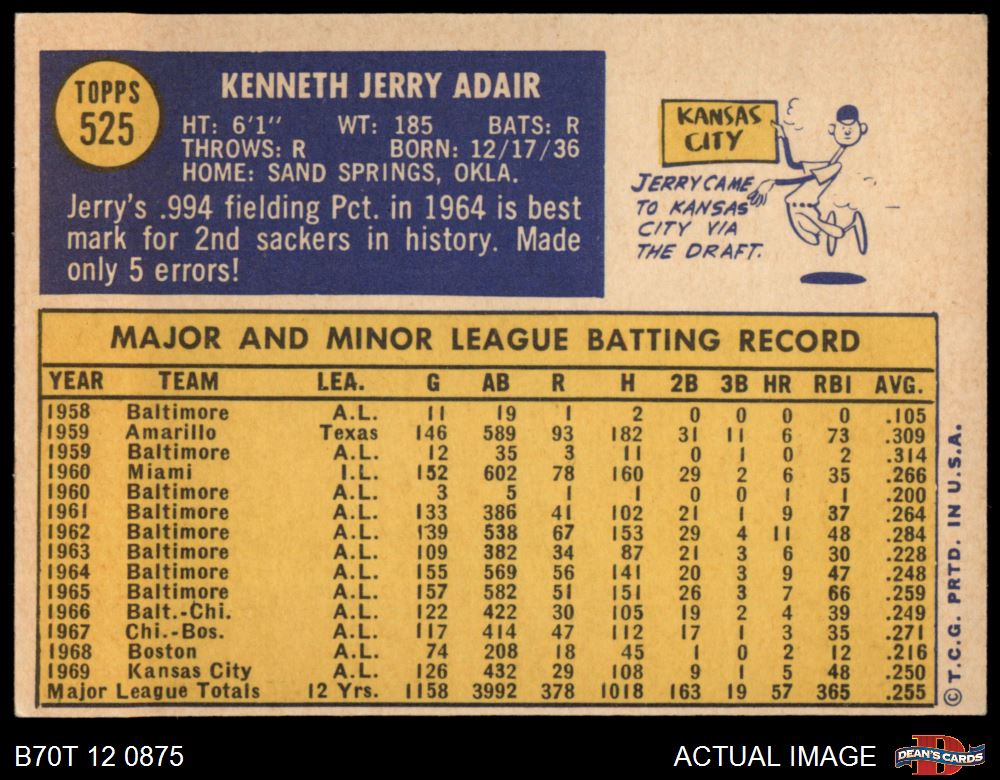 TOPPS
525
KENNETH JERRY ADAIR
HT: 6'1" WT: 185 BATS: R
THROWS: R BORN: 12/17/36
HOME: SAND SPRINGS, OKLA.
Jerry's .994 fielding Pct. in 1964 is best
mark for 2nd sackers in history. Made
only 5 errors!
KANSAS
CITY
JERRY CAME
TO KANSAS
CITY VIA
THE DRAFT.
MAJOR AND MINOR LEAGUE BATTING RECORD
YEAR TEAM LEA. G AB R H 2B 3B HR RBI AVG.
1958 Baltimore A.L. 11 19 1 2 0 0 0 0 .105
1959 Amarillo Texas 146 589 93 182 31 11 6 73 .309
1959 Baltimore A.L. 12 35 3 11 0 1 0 2 .314
1960 Miami I.L. 152 602 78 160 29 2 6 35 .266
1960 Baltimore A.L. 3 5 1 1 0 0 1 1 .200
1961 Baltimore A.L. 133 386 41 102 21 1 9 37 .264
1962 Baltimore A.L. 139 538 67 153 29 4 11 48 .284
1963 Baltimore A.L. 109 382 34 87 21 3 6 30 .228
1964 Baltimore A.L. 155 569 56 141 20 3 9 47 .248
1965 Baltimore A.L. 157 582 51 151 26 3 7 66 .259
1966 Balt.-Chi. A.L. 122 422 30 105 19 2 4 39 .249
1967 Chi.-Bos. A.L. 117 414 47 112 17 1 3 35 .271
1968 Boston A.L. 74 208 18 45 1 0 2 12 .216
1969 Kansas City A.L. 126 432 29 108 9 1 5 48 .250
Major League Totals 12 Yrs. 1158 3992 378 1018 163 19 57 365 .255
© T.C.G. PRTD. IN U.S.A.
B70T 12 0875
ACTUAL IMAGE
DEAN'S CARDS